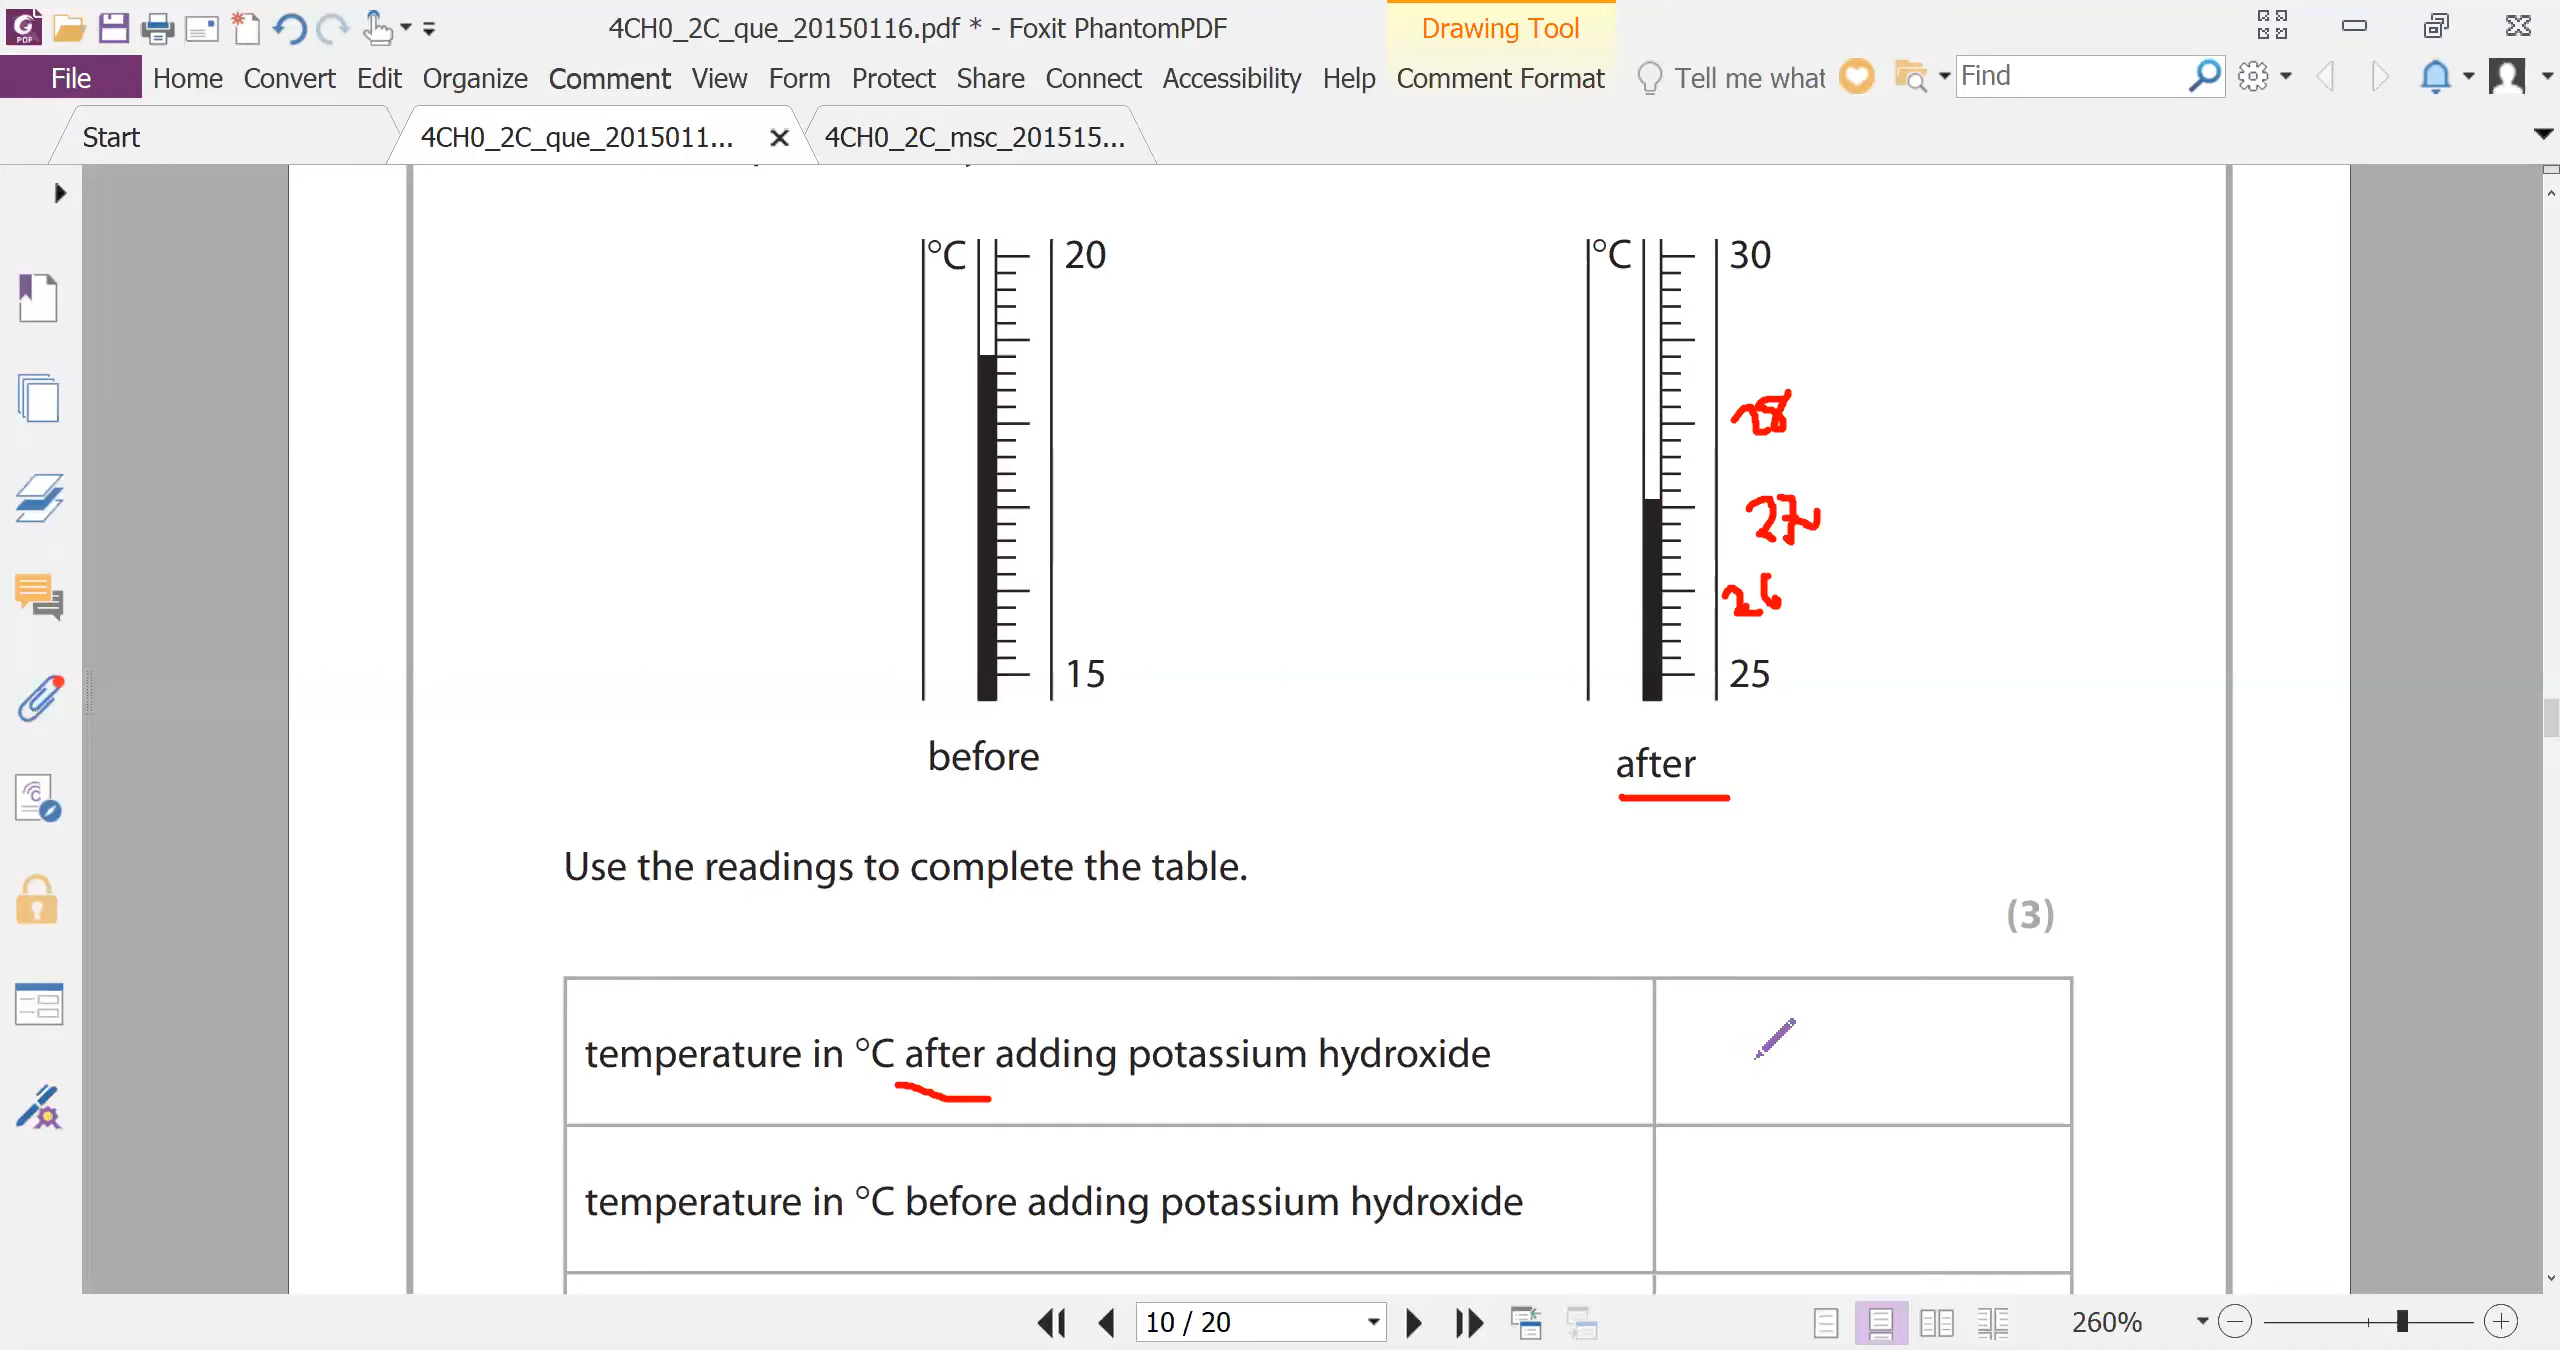 4CH0_2C_que_20150116.pdf * - Foxit PhantomPDF
Drawing Tool
File Home Convert Edit Organize Comment View Form Protect Share Connect Accessibility Help Comment Format Tell me what Find
Start 4CH0_2C_que_2015011... 4CH0_2C_msc_201515...
°C 20 °C 30
28
27
26
15 25
before after
Use the readings to complete the table.
(3)
temperature in °C after adding potassium hydroxide
temperature in °C before adding potassium hydroxide
10 / 20 260%